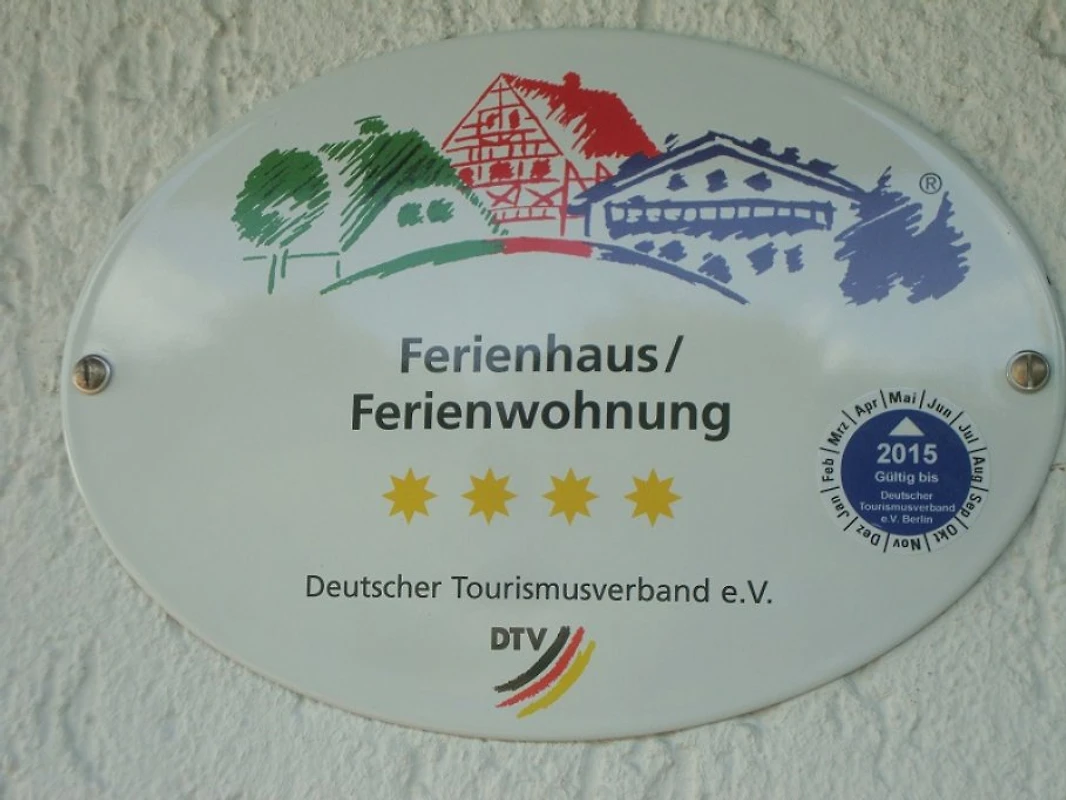 ®
Ferienhaus/
Ferienwohnung
Jan Feb Mrz Apr Mai Jun Jul Aug Sep Okt Nov Dez
2015
Gültig bis
Deutscher
Tourismusverband
e.V. Berlin
Deutscher Tourismusverband e.V.
DTV